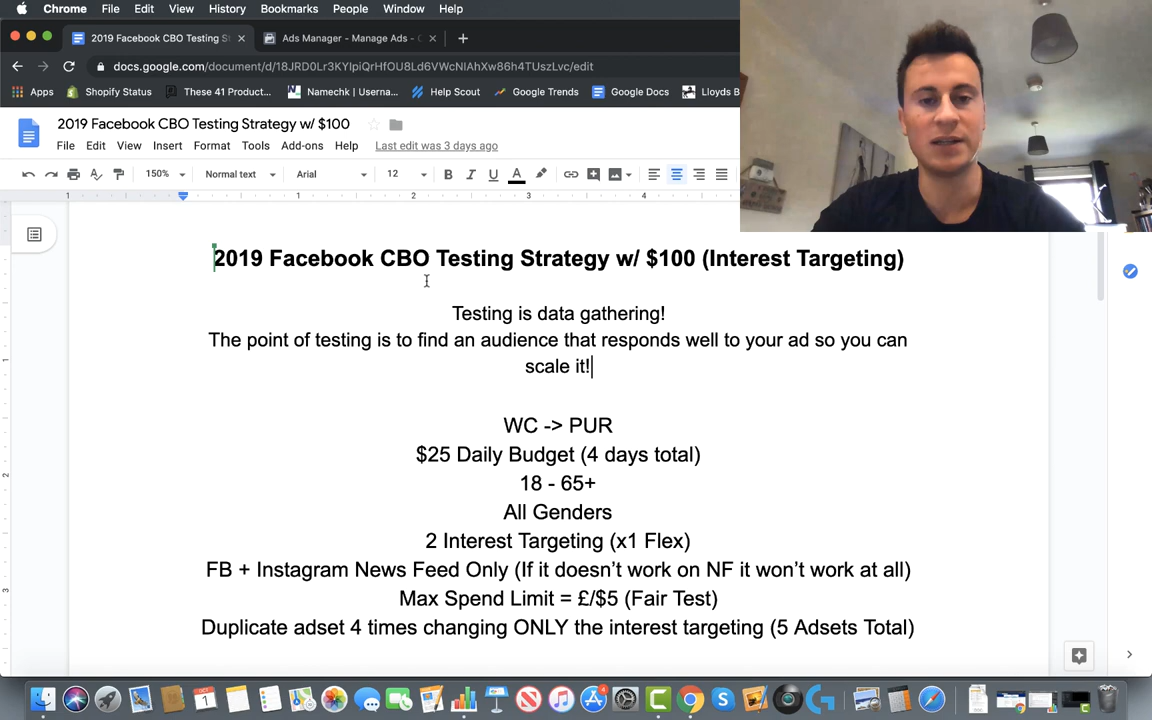 Chrome File Edit View History Bookmarks People Window Help
2019 Facebook CBO Testing St
Ads Manager - Manage Ads -
docs.google.com/document/d/18JRD0Lr3KYIpiQrHfOU8Ld6VWcNIAhXw86h4TUszLvc/edit
Apps Shopify Status These 41 Product... Namechk | Userna... Help Scout Google Trends Google Docs Lloyds B
2019 Facebook CBO Testing Strategy w/ $100
File Edit View Insert Format Tools Add-ons Help Last edit was 3 days ago
150% Normal text Arial 12 B I U A
1 1 2 3 4
2019 Facebook CBO Testing Strategy w/ $100 (Interest Targeting)
Testing is data gathering!
The point of testing is to find an audience that responds well to your ad so you can
scale it!
WC -> PUR
$25 Daily Budget (4 days total)
18 - 65+
All Genders
2 Interest Targeting (x1 Flex)
FB + Instagram News Feed Only (If it doesn't work on NF it won't work at all)
Max Spend Limit = £/$5 (Fair Test)
Duplicate adset 4 times changing ONLY the interest targeting (5 Adsets Total)